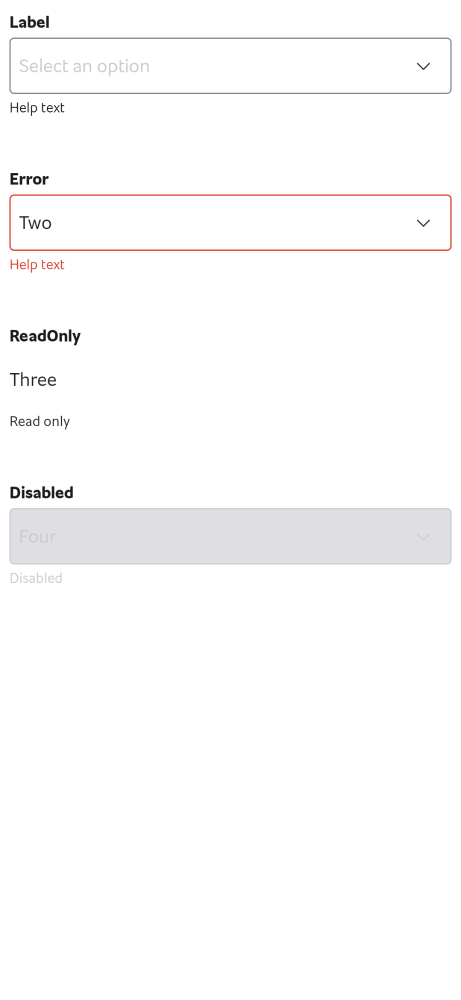 Label
Select an option
Help text
Error
Two
Help text
ReadOnly
Three
Read only
Disabled
Four
Disabled